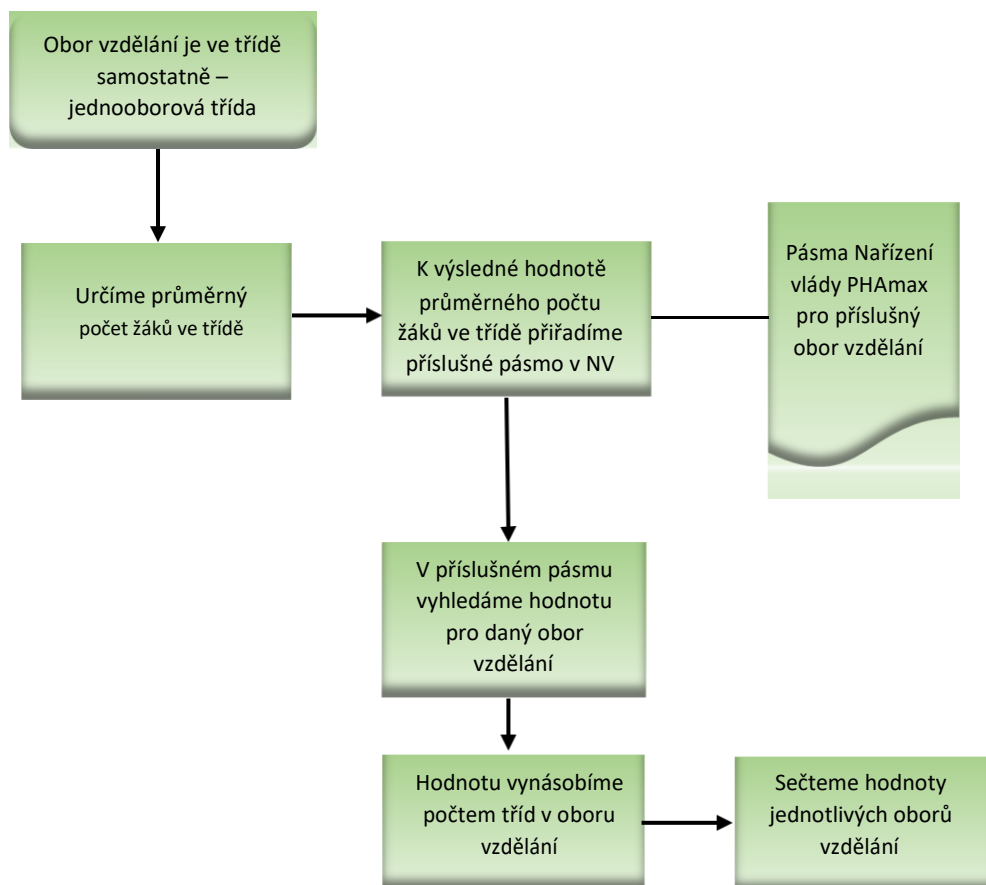 Obor vzdělání je ve třídě
samostatně –
jednooborová třída
Určíme průměrný
počet žáků ve třídě
K výsledné hodnotě
průměrného počtu
žáků ve třídě přiřadíme
příslušné pásmo v NV
Pásma Nařízení
vlády PHAmax
pro příslušný
obor vzdělání
V příslušném pásmu
vyhledáme hodnotu
pro daný obor
vzdělání
Hodnotu vynásobíme
počtem tříd v oboru
vzdělání
Sečteme hodnoty
jednotlivých oborů
vzdělání